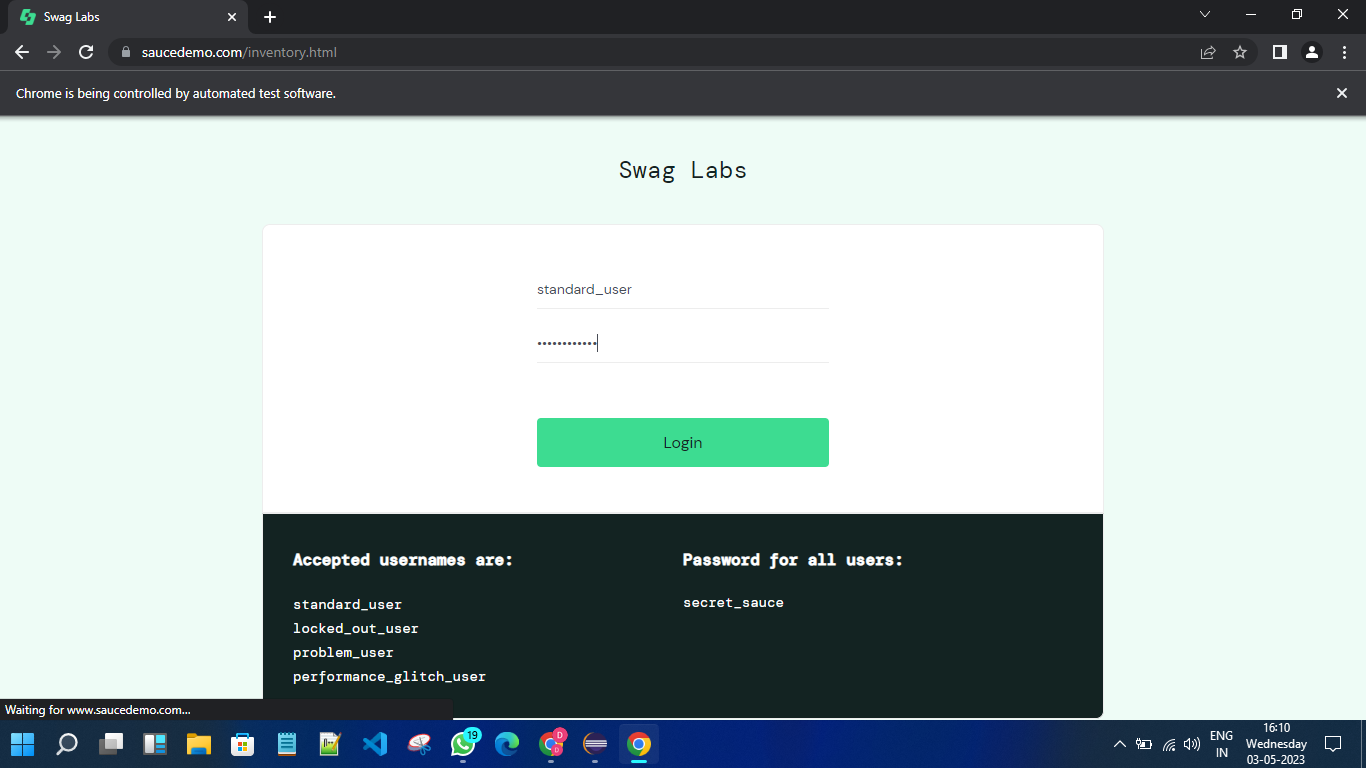 Swag Labs
saucedemo.com/inventory.html
Chrome is being controlled by automated test software.
Swag Labs
standard_user
••••••••••••
Login
Accepted usernames are:
standard_user
locked_out_user
problem_user
performance_glitch_user
Password for all users:
secret_sauce
Waiting for www.saucedemo.com...
19
D
D
ENG
IN
16:10
Wednesday
03-05-2023